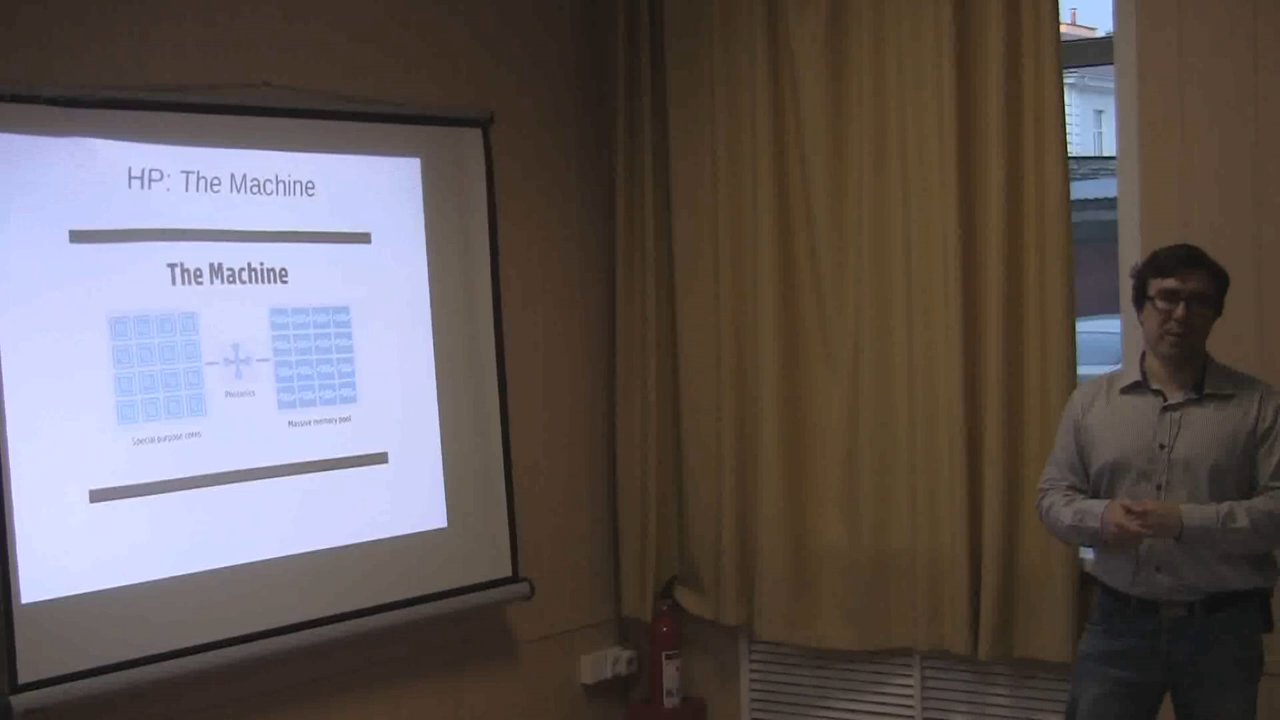 HP: The Machine
The Machine
Photonics
Special purpose cores
Massive memory pool